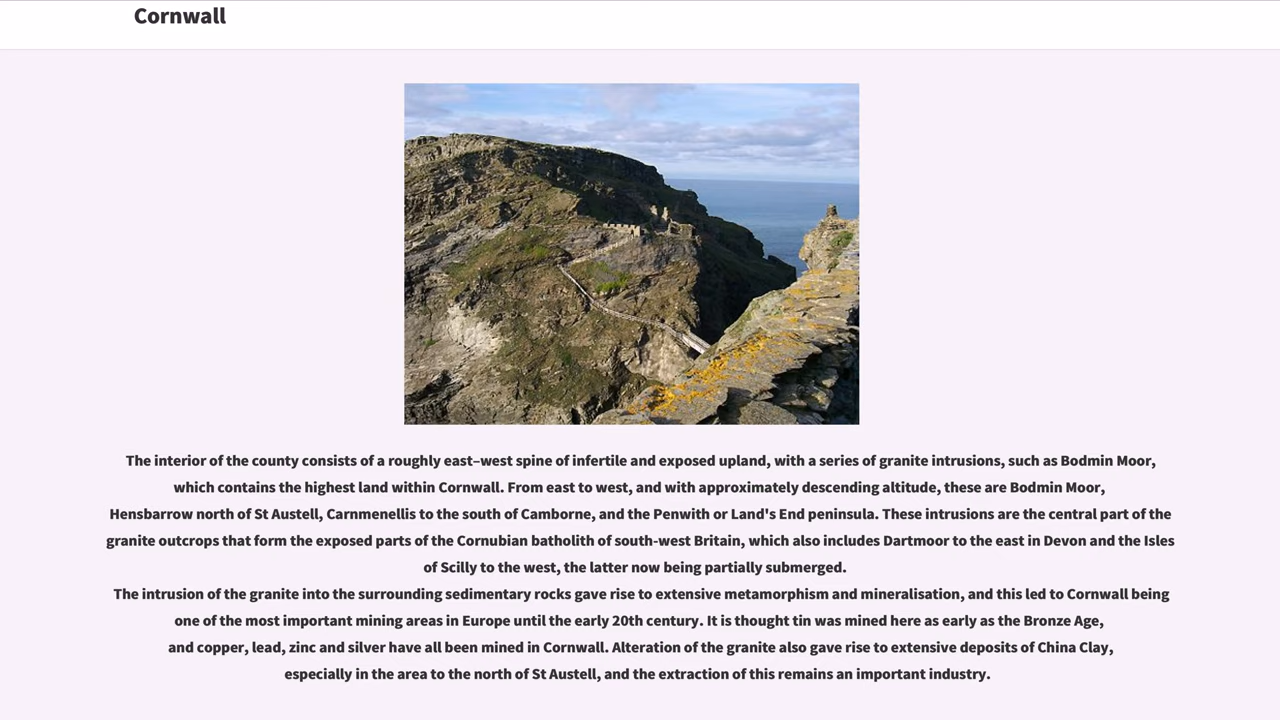 Cornwall
The interior of the county consists of a roughly east–west spine of infertile and exposed upland, with a series of granite intrusions, such as Bodmin Moor,
which contains the highest land within Cornwall. From east to west, and with approximately descending altitude, these are Bodmin Moor,
Hensbarrow north of St Austell, Carnmenellis to the south of Camborne, and the Penwith or Land's End peninsula. These intrusions are the central part of the
granite outcrops that form the exposed parts of the Cornubian batholith of south-west Britain, which also includes Dartmoor to the east in Devon and the Isles
of Scilly to the west, the latter now being partially submerged.
The intrusion of the granite into the surrounding sedimentary rocks gave rise to extensive metamorphism and mineralisation, and this led to Cornwall being
one of the most important mining areas in Europe until the early 20th century. It is thought tin was mined here as early as the Bronze Age,
and copper, lead, zinc and silver have all been mined in Cornwall. Alteration of the granite also gave rise to extensive deposits of China Clay,
especially in the area to the north of St Austell, and the extraction of this remains an important industry.